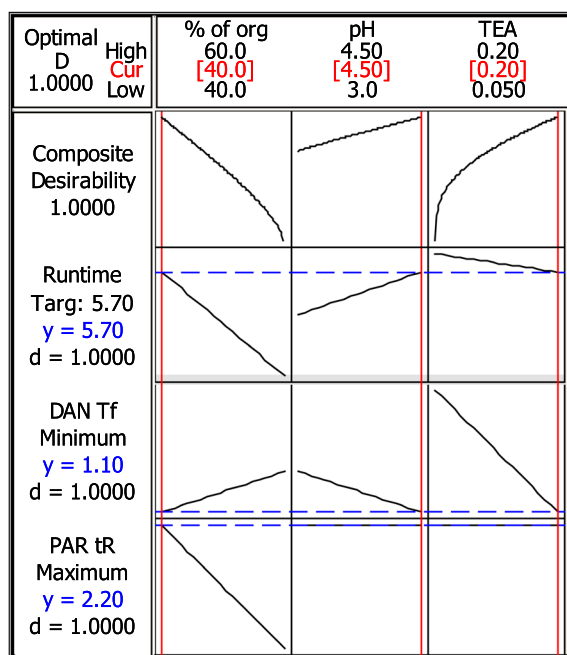 Optimal
D
1.0000
High
Cur
Low
% of org
60.0
[40.0]
40.0
pH
4.50
[4.50]
3.0
TEA
0.20
[0.20]
0.050
Composite
Desirability
1.0000
Runtime
Targ: 5.70
y = 5.70
d = 1.0000
DAN Tf
Minimum
y = 1.10
d = 1.0000
PAR tR
Maximum
y = 2.20
d = 1.0000